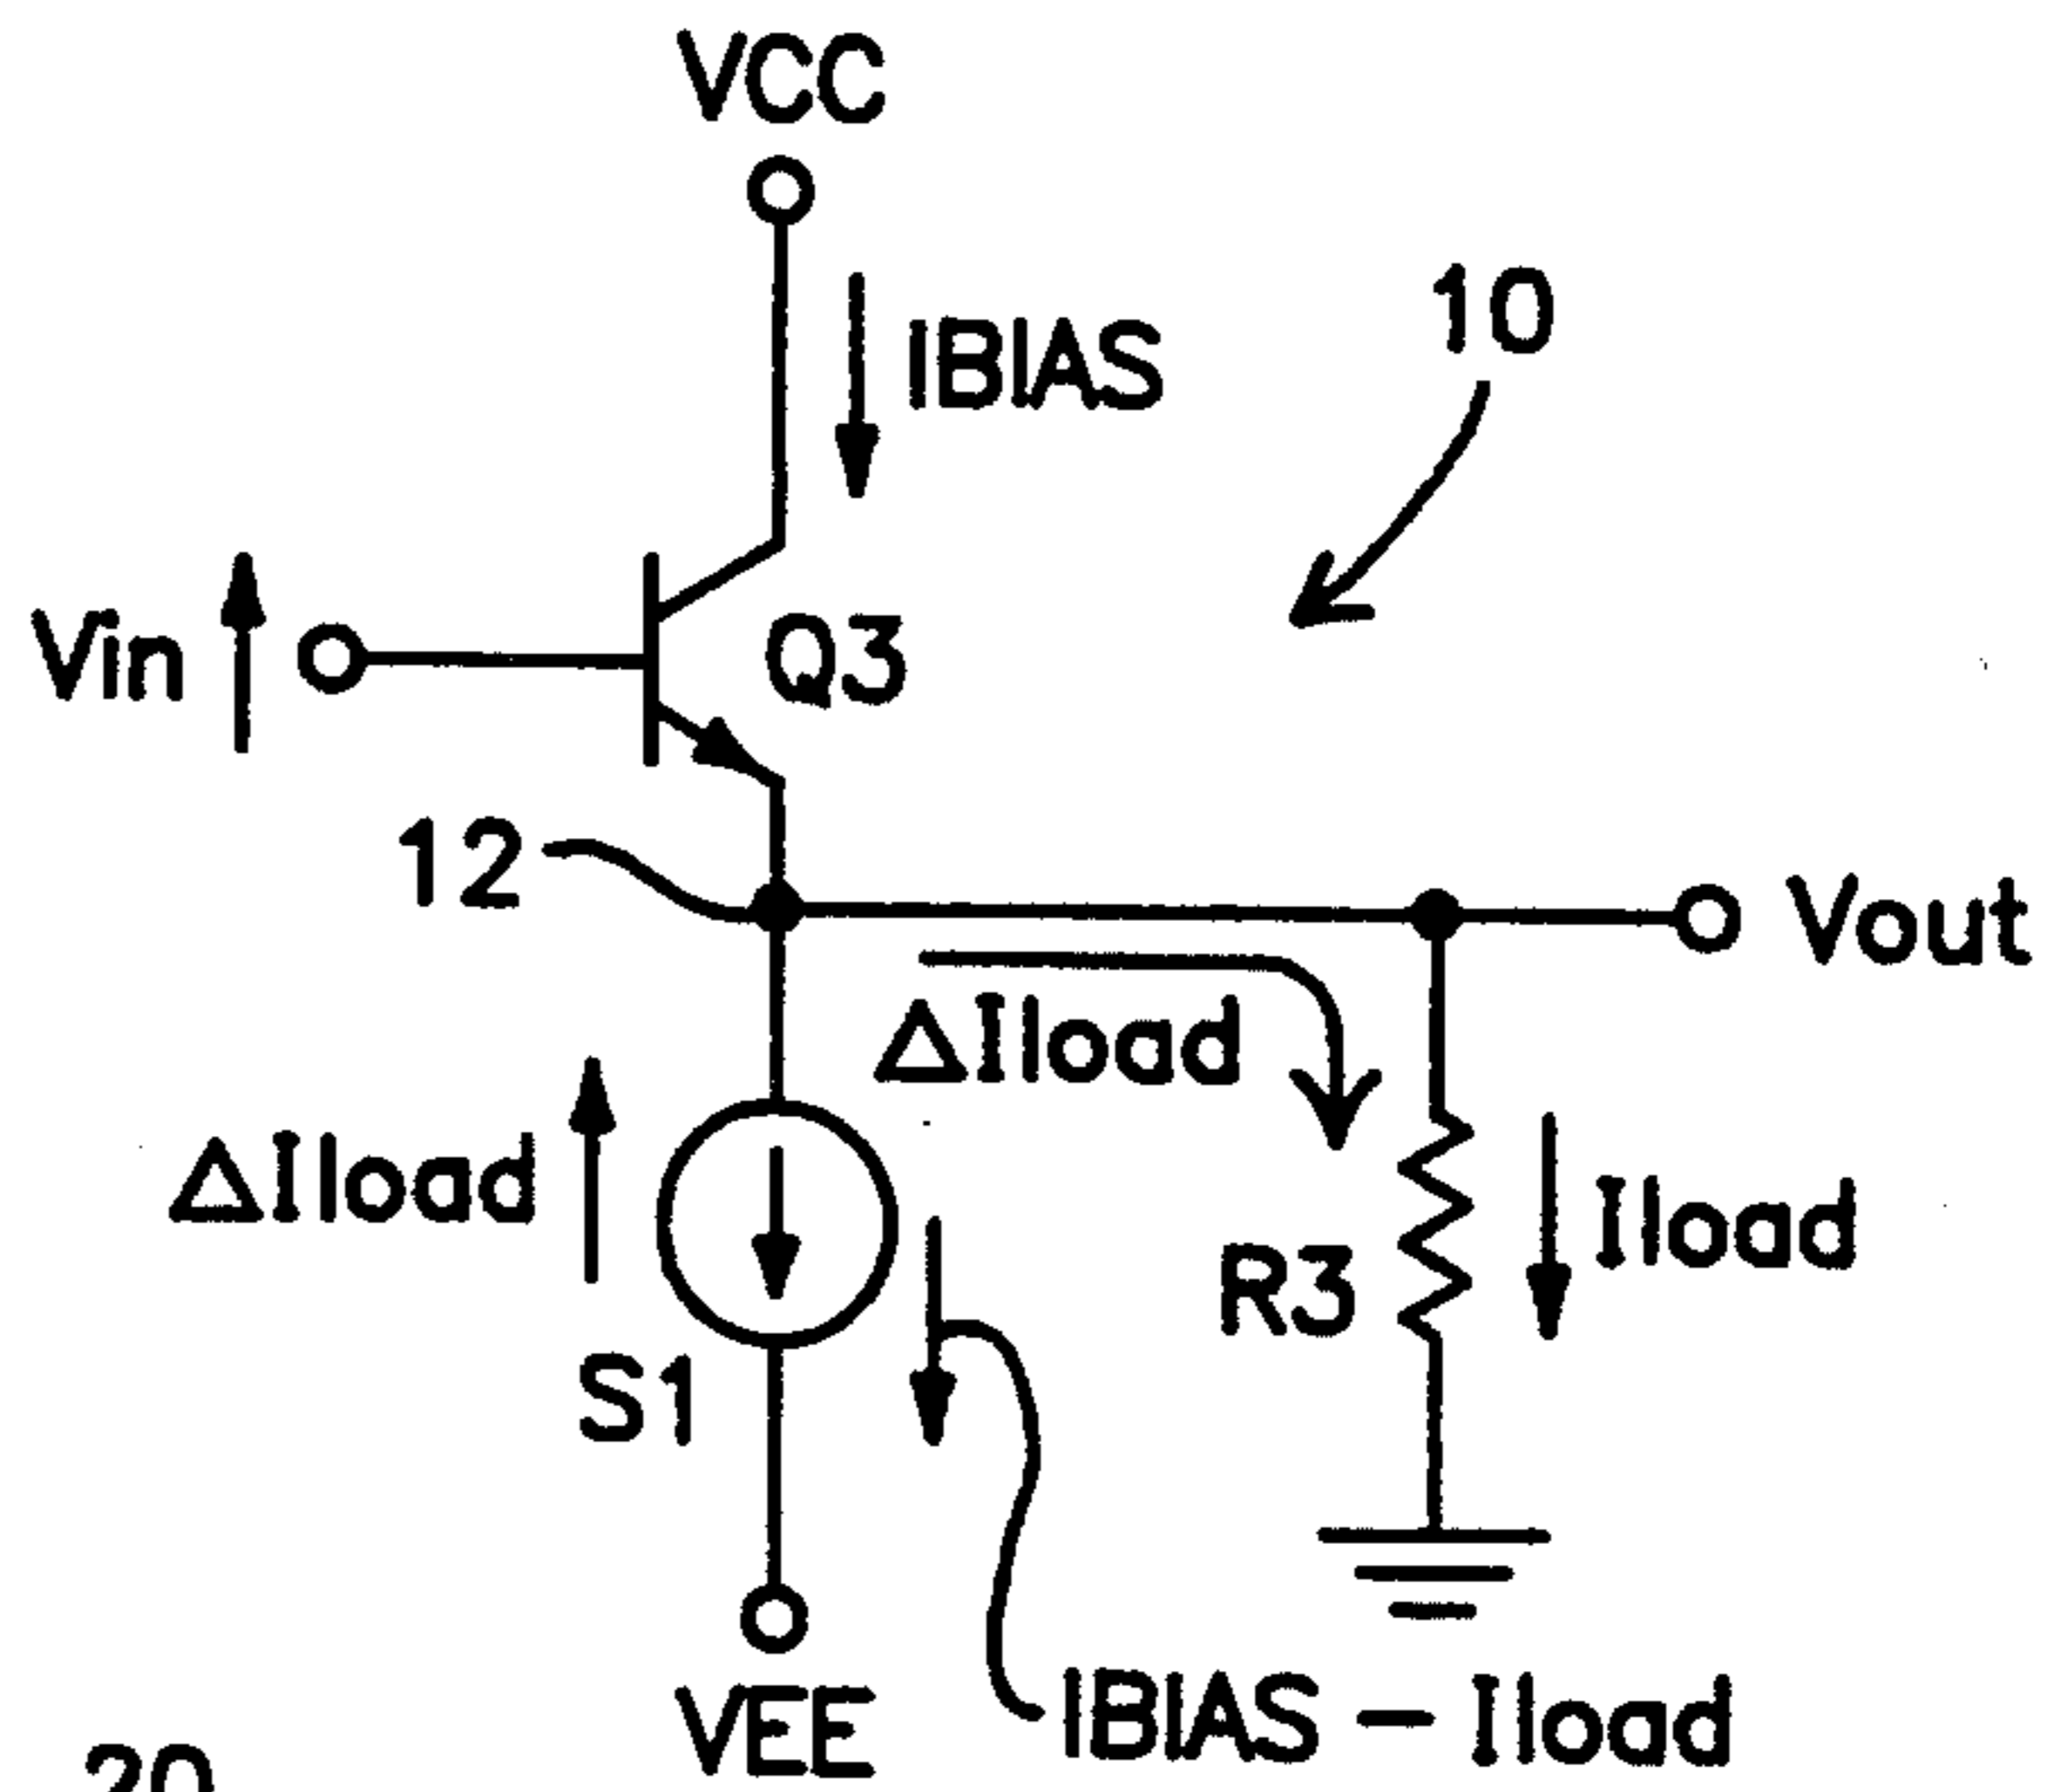 VCC
10
IBIAS
Vin
Q3
12
Vout
ΔIload
ΔIload
Iload
R3
S1
IBIAS – Iload
VEE
20